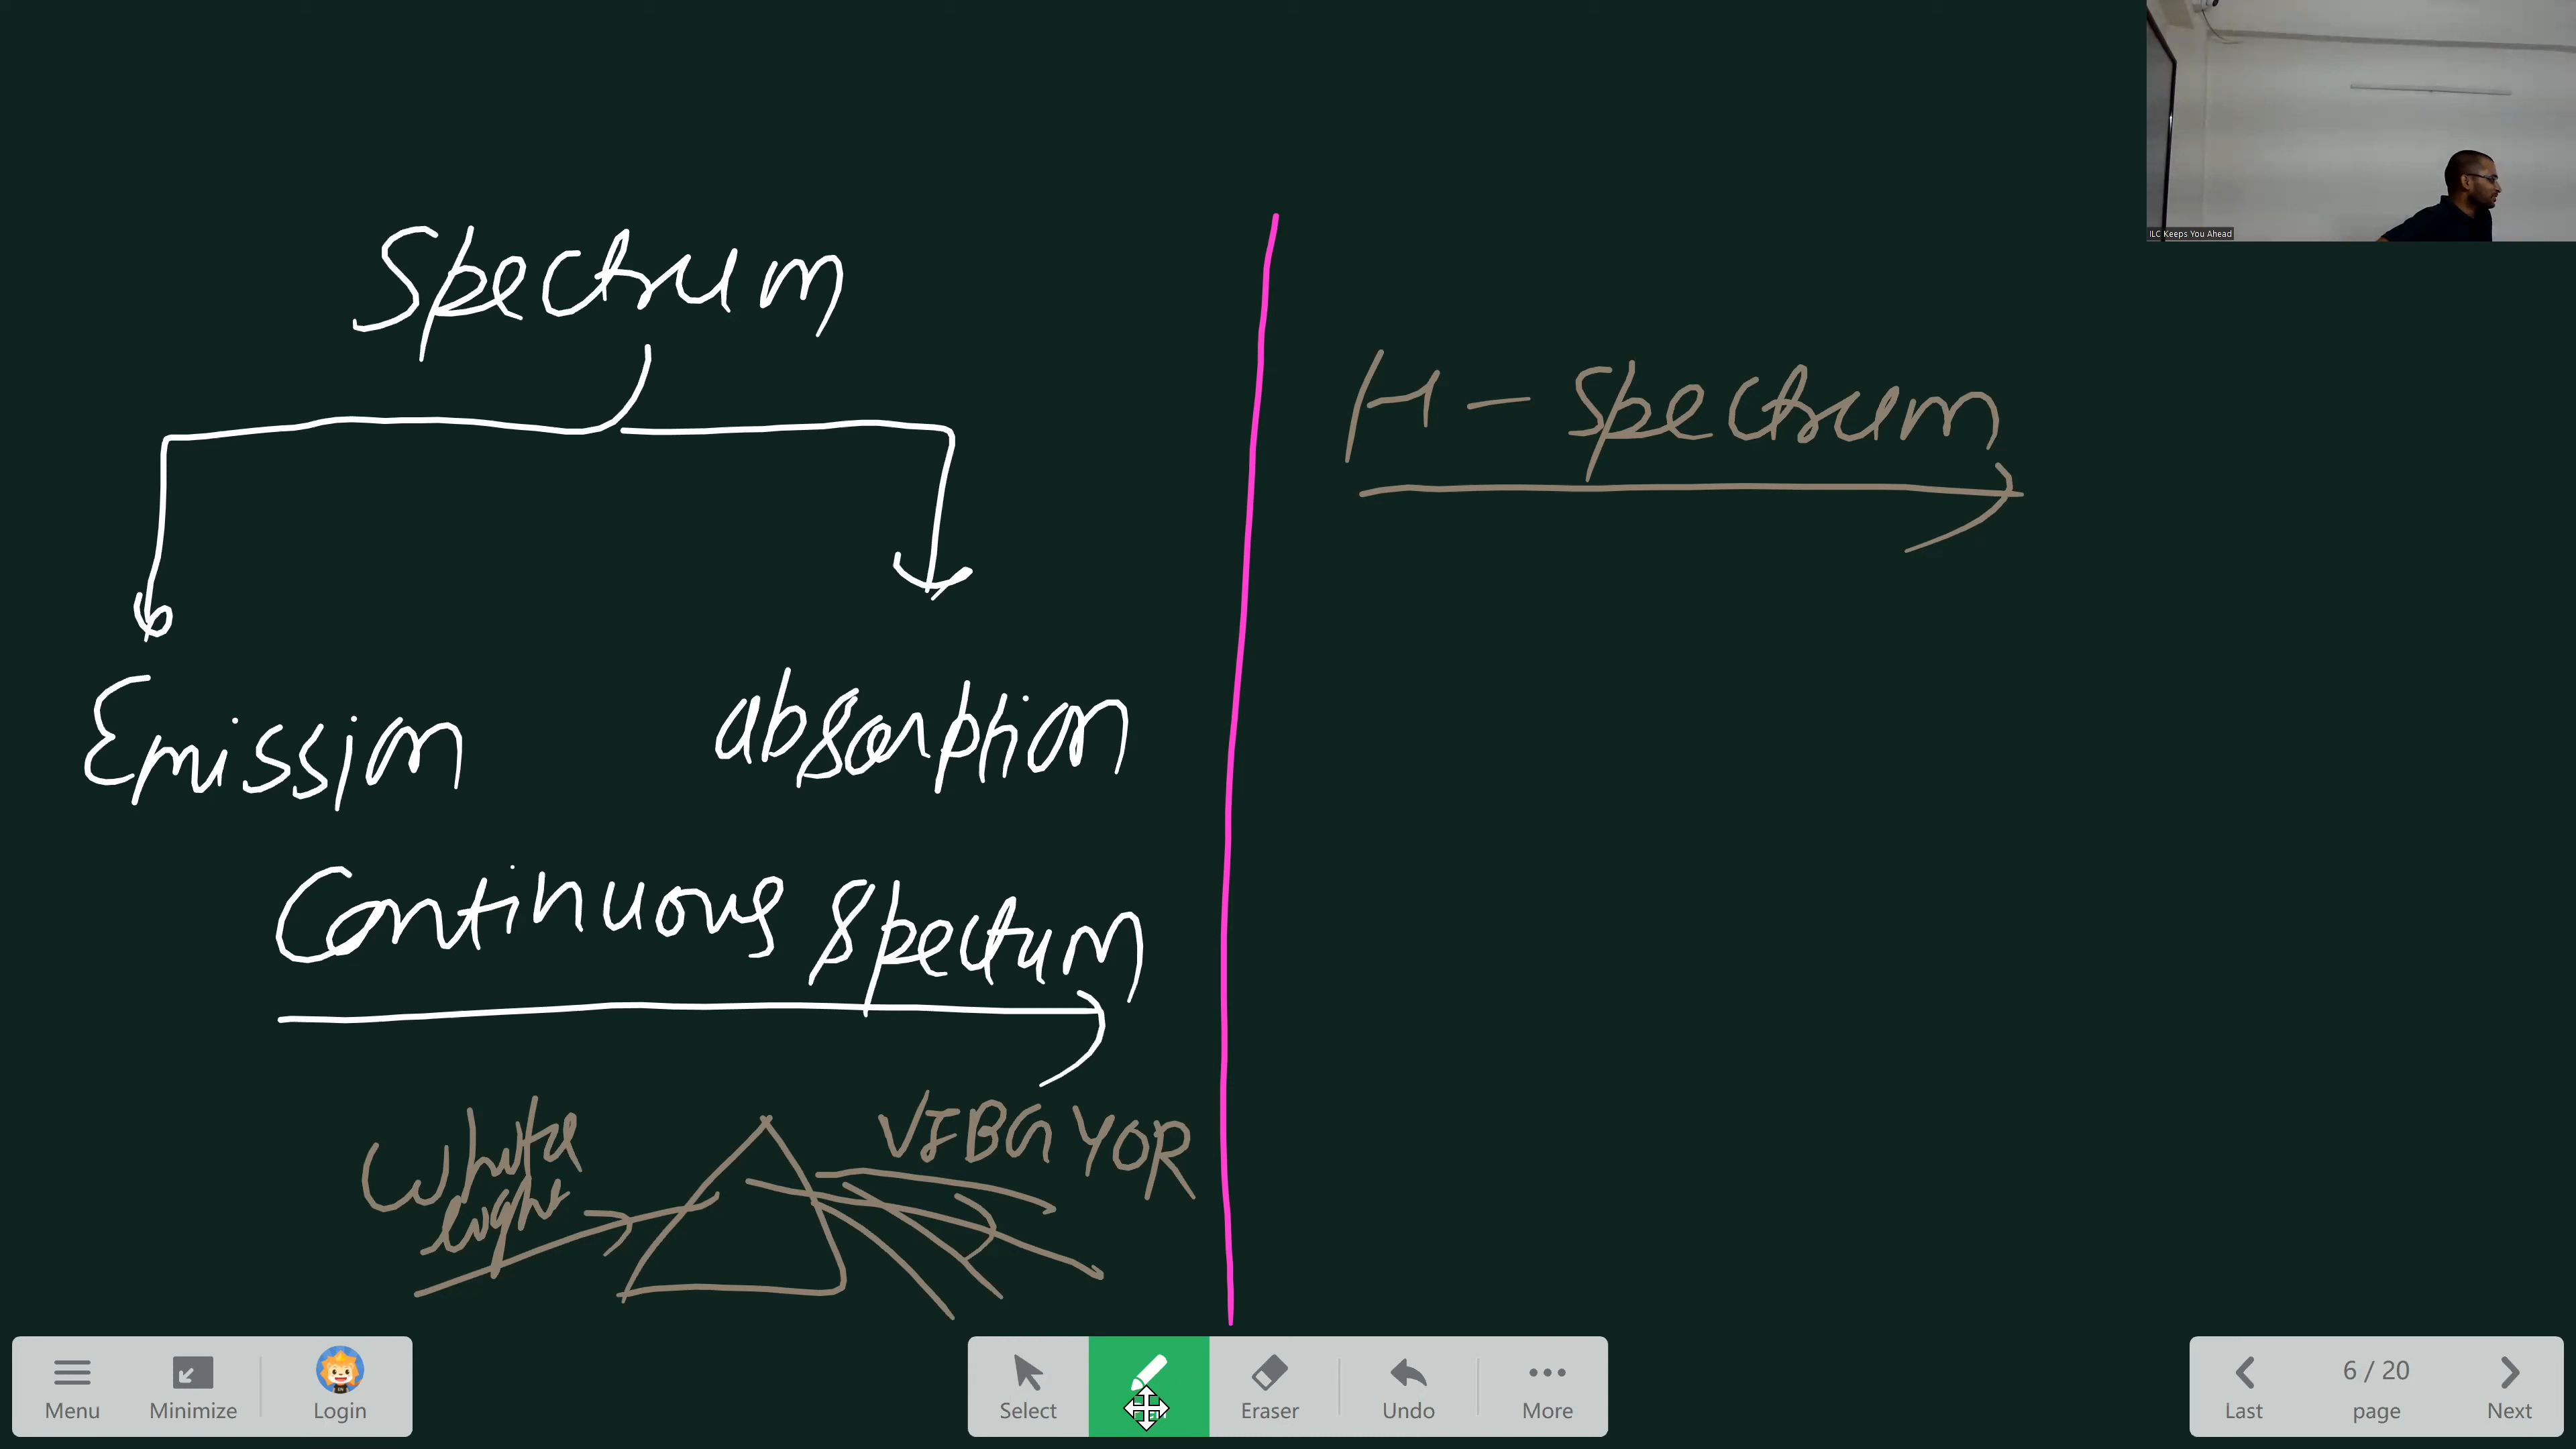 Spectrum
Emission
absorption
Continuous Spectum
White
light
VIBGYOR
H - Spectrum
ILC Keeps You Ahead
Menu
Minimize
Login
Select
Eraser
Undo
More
Last
6 / 20
page
Next